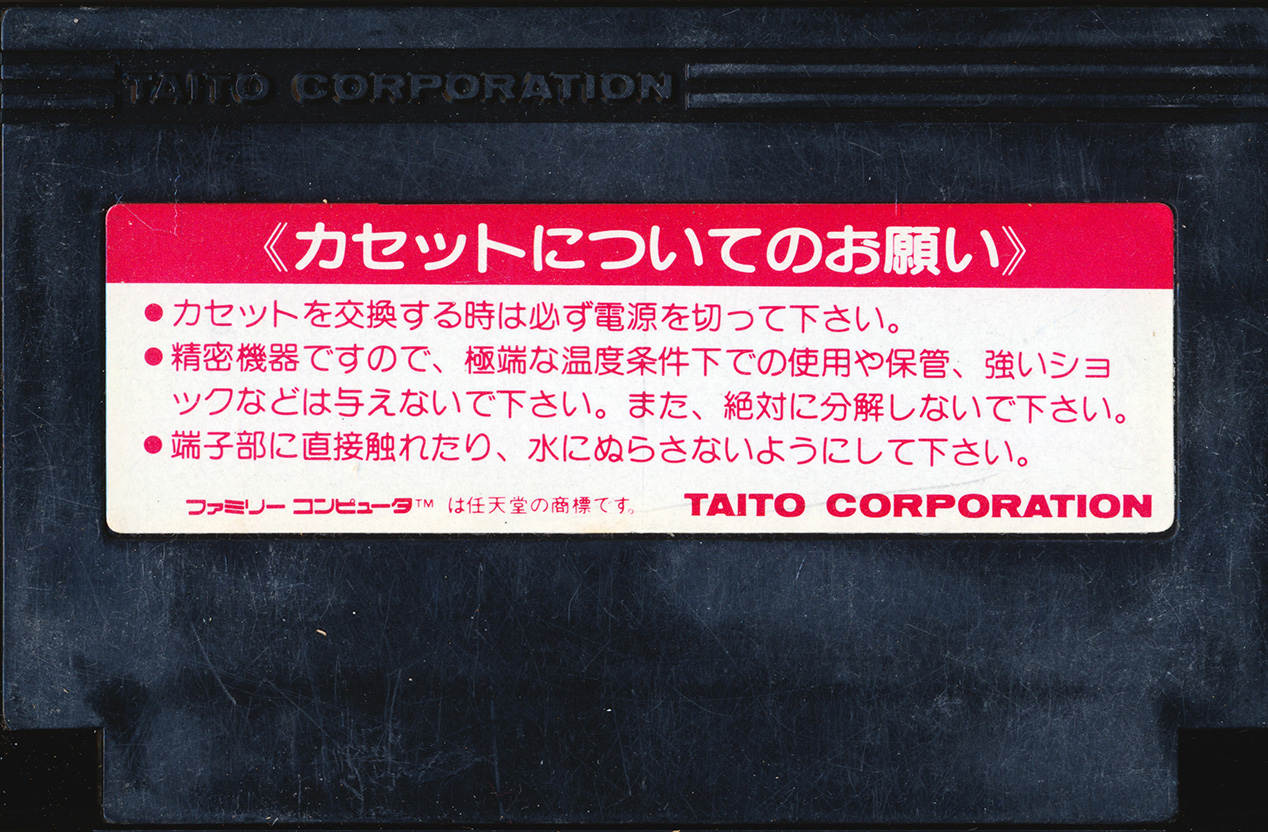 TAITO CORPORATION
《カセットについてのお願い》
●カセットを交換する時は必ず電源を切って下さい。
●精密機器ですので、極端な温度条件下での使用や保管、強いショ
ックなどは与えないで下さい。また、絶対に分解しないで下さい。
●端子部に直接触れたり、水にぬらさないようにして下さい。
ファミリーコンピュータ™ は任天堂の商標です。 TAITO CORPORATION